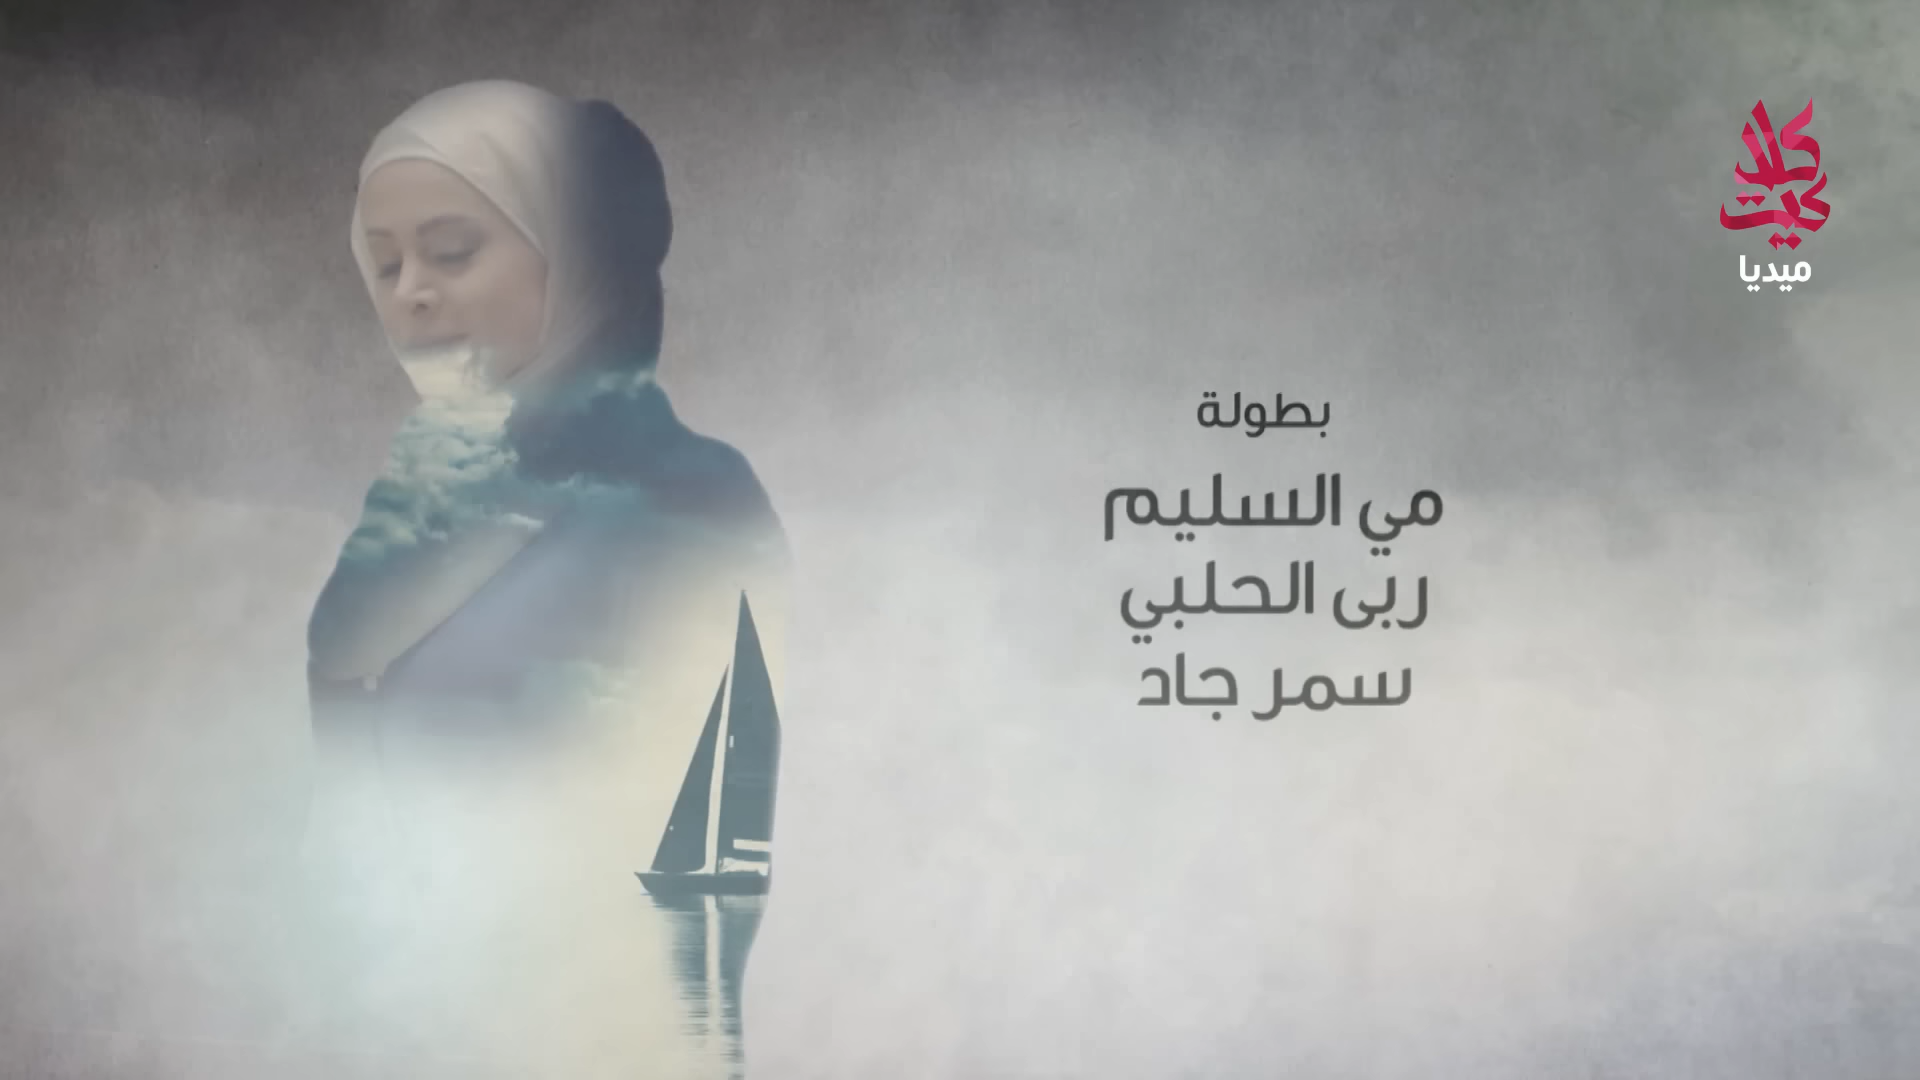 كلاكيت
ميديا
بطولة
مي السليم
ربى الحلبي
سمر جاد